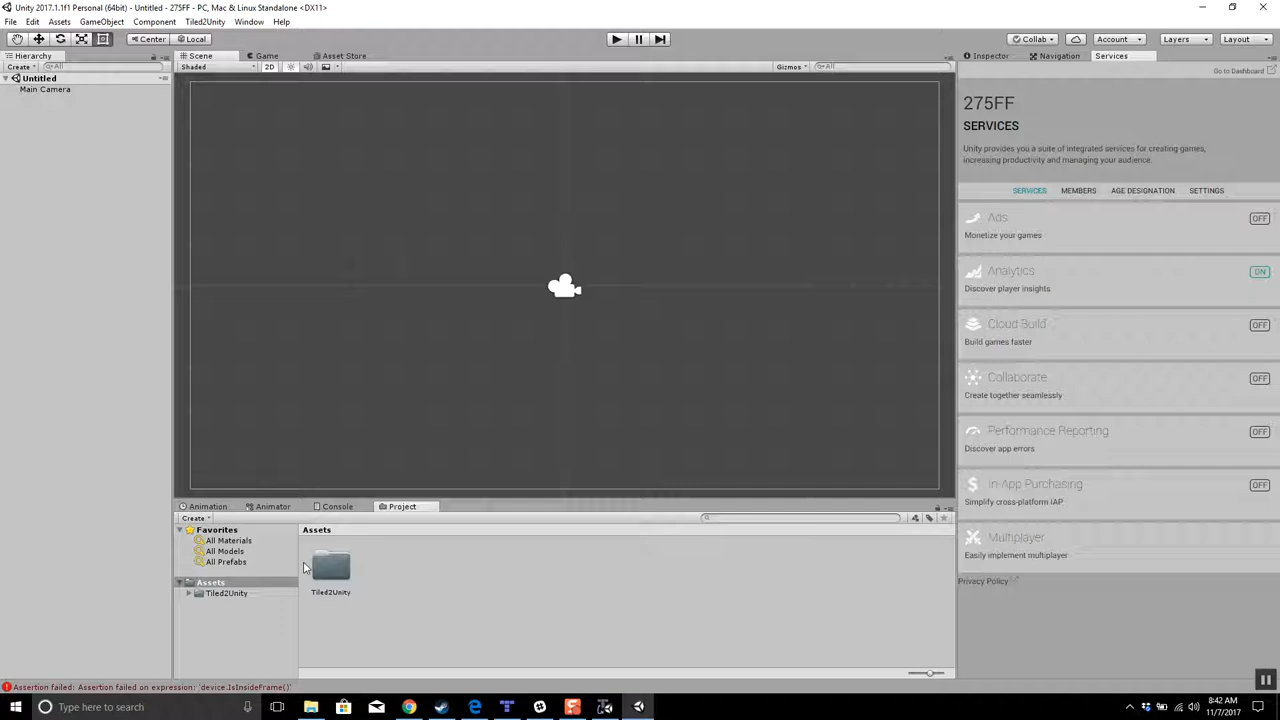 Unity 2017.1.1f1 Personal (64bit) - Untitled - 275FF - PC, Mac & Linux Standalone <DX11>
File Edit Assets GameObject Component Tiled2Unity Window Help
Center Local Collab Account Layers Layout
Hierarchy Scene Game Asset Store Inspector Navigation Services
Create All Shaded 2D Gizmos All Go to Dashboard
Untitled
Main Camera
275FF
SERVICES
Unity provides you a suite of integrated services for creating games,
increasing productivity and managing your audience.
SERVICES MEMBERS AGE DESIGNATION SETTINGS
Ads OFF
Monetize your games
Analytics ON
Discover player insights
Cloud Build OFF
Build games faster
Collaborate OFF
Create together seamlessly
Performance Reporting OFF
Discover app errors
In-App Purchasing OFF
Simplify cross-platform IAP
Multiplayer
Easily implement multiplayer
Privacy Policy
Animation Animator Console Project
Create
Favorites
All Materials
All Models
All Prefabs
Assets
Tiled2Unity
Assets
Tiled2Unity
Assertion failed: Assertion failed on expression: 'device.IsInsideFrame()'
Type here to search
8:42 AM
11/7/2017